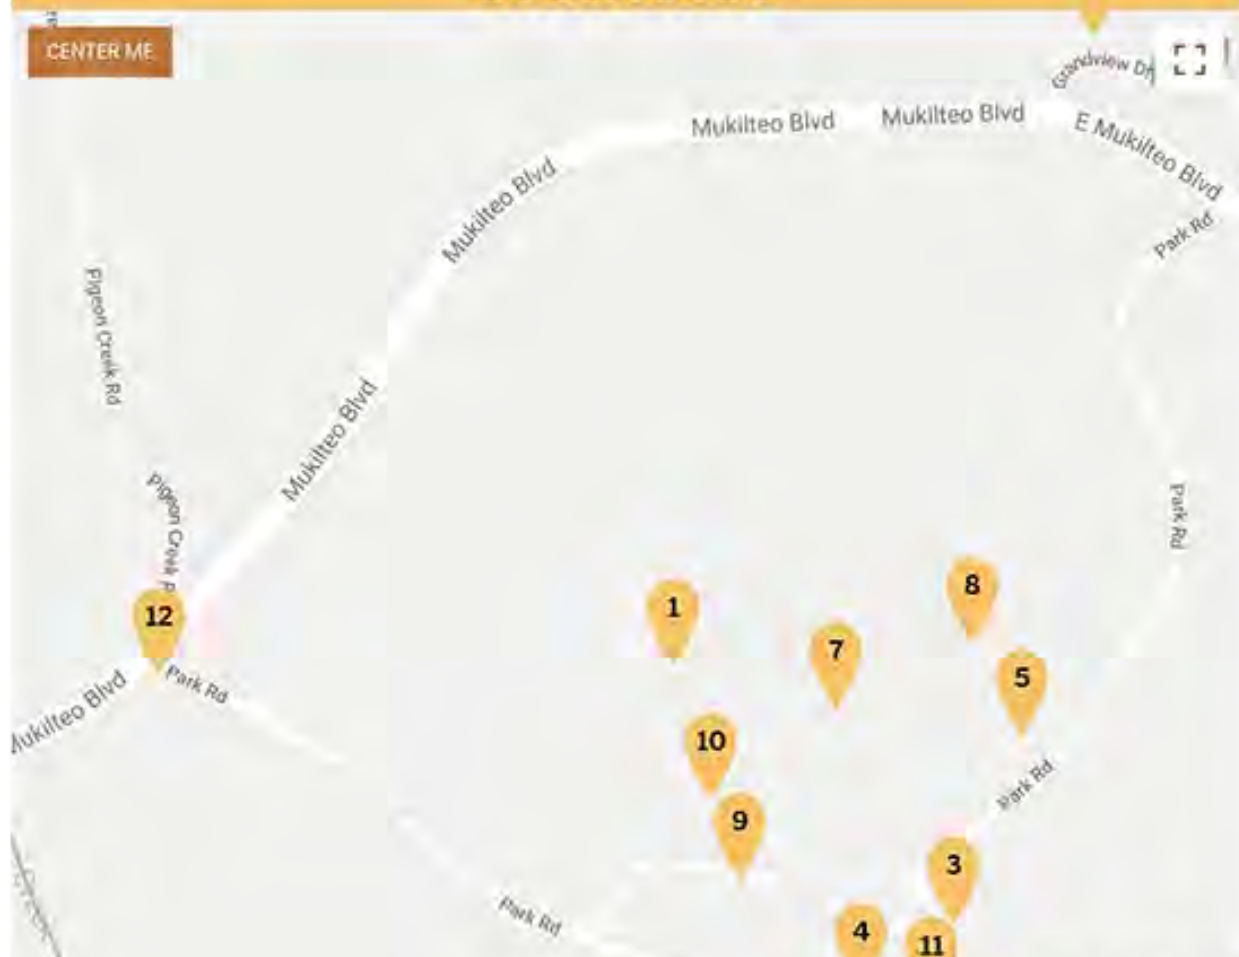 CENTER ME
Grandview Dr
Mukilteo Blvd
Mukilteo Blvd
E Mukilteo Blvd
Mukilteo Blvd
Park Rd
Pigeon Creek Rd
Mukilteo Blvd
Pigeon Creek R
Park Rd
8
1
12
7
5
Park Rd
Mukilteo Blvd
10
Park Rd
9
3
Park Rd
4
11